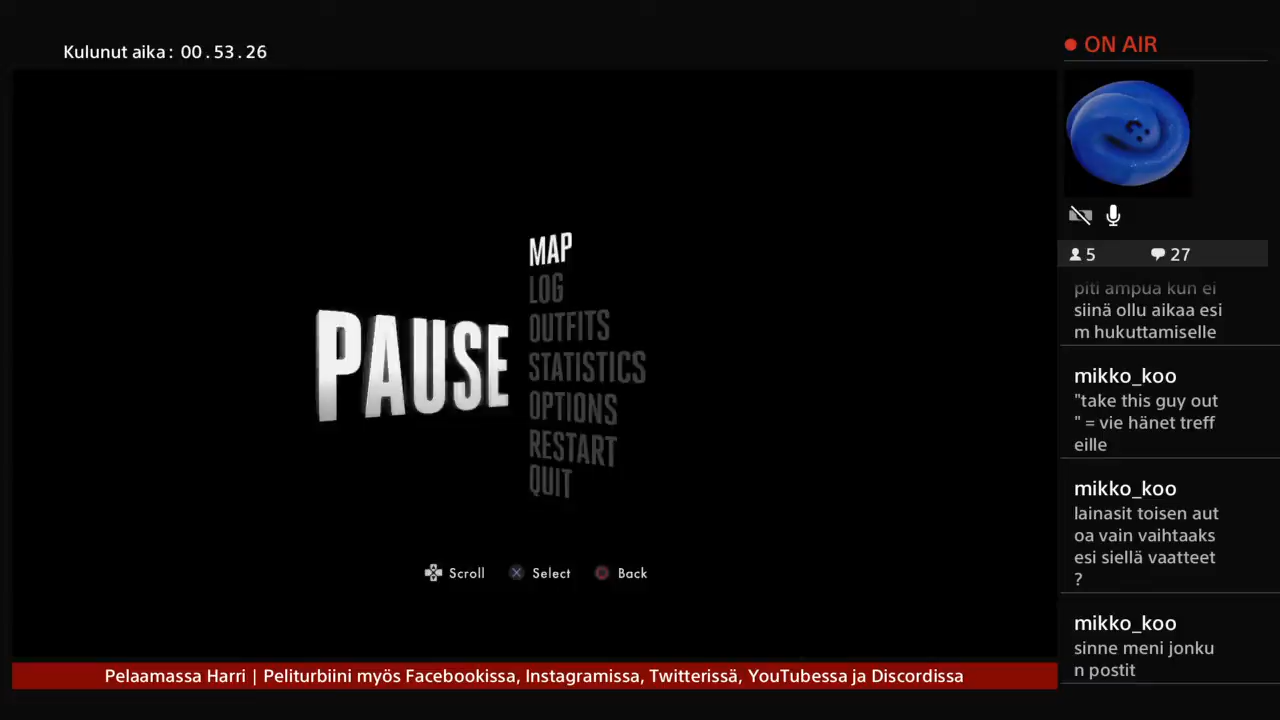 Kulunut aika: 00.53.26
ON AIR
MAP
LOG
OUTFITS
PAUSE
STATISTICS
OPTIONS
RESTART
QUIT
Scroll
Select
Back
5
27
piti ampua kun ei
siinä ollu aikaa esi
m hukuttamiselle
mikko_koo
"take this guy out
" = vie hänet treff
eille
mikko_koo
lainasit toisen aut
oa vain vaihtaaks
esi siellä vaatteet
?
mikko_koo
sinne meni jonku
n postit
Pelaamassa Harri | Peliturbiini myös Facebookissa, Instagramissa, Twitterissä, YouTubessa ja Discordissa